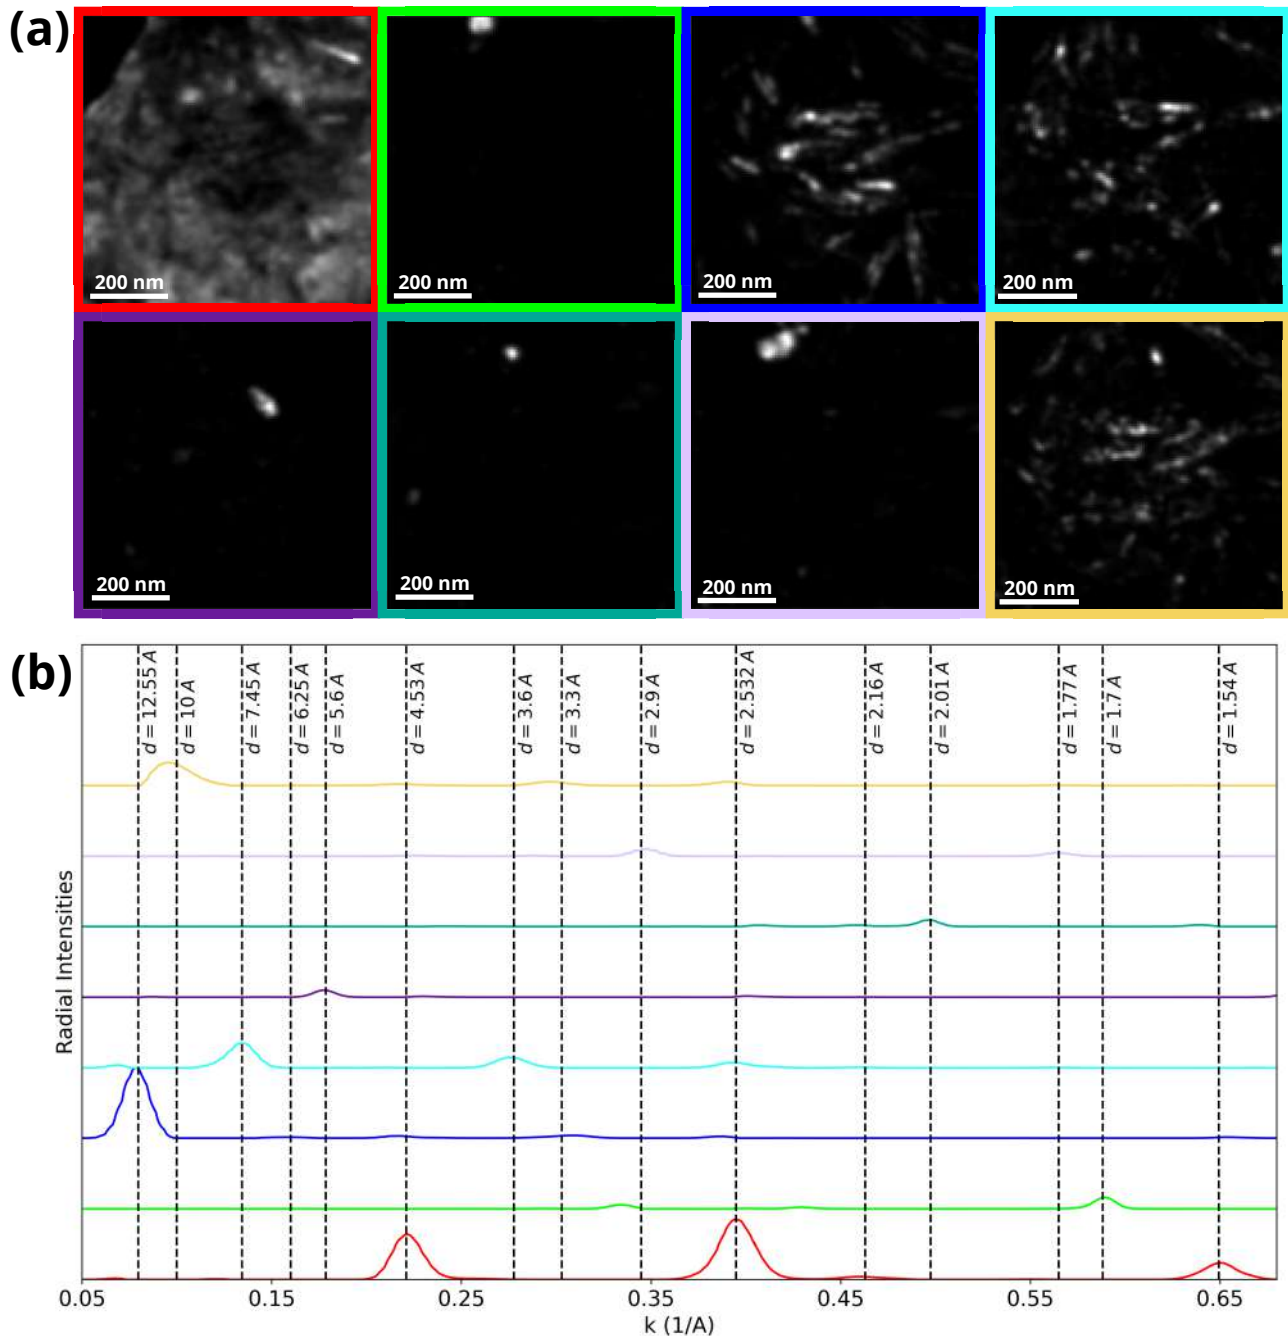 (a)
200 nm 200 nm 200 nm 200 nm
200 nm 200 nm 200 nm 200 nm
(b)
d = 12.55 A
d = 10 A
d = 7.45 A
d = 6.25 A
d = 5.6 A
d = 4.53 A
d = 3.6 A
d = 3.3 A
d = 2.9 A
d = 2.532 A
d = 2.16 A
d = 2.01 A
d = 1.77 A
d = 1.7 A
d = 1.54 A
Radial Intensities
0.05 0.15 0.25 0.35 0.45 0.55 0.65
k (1/A)